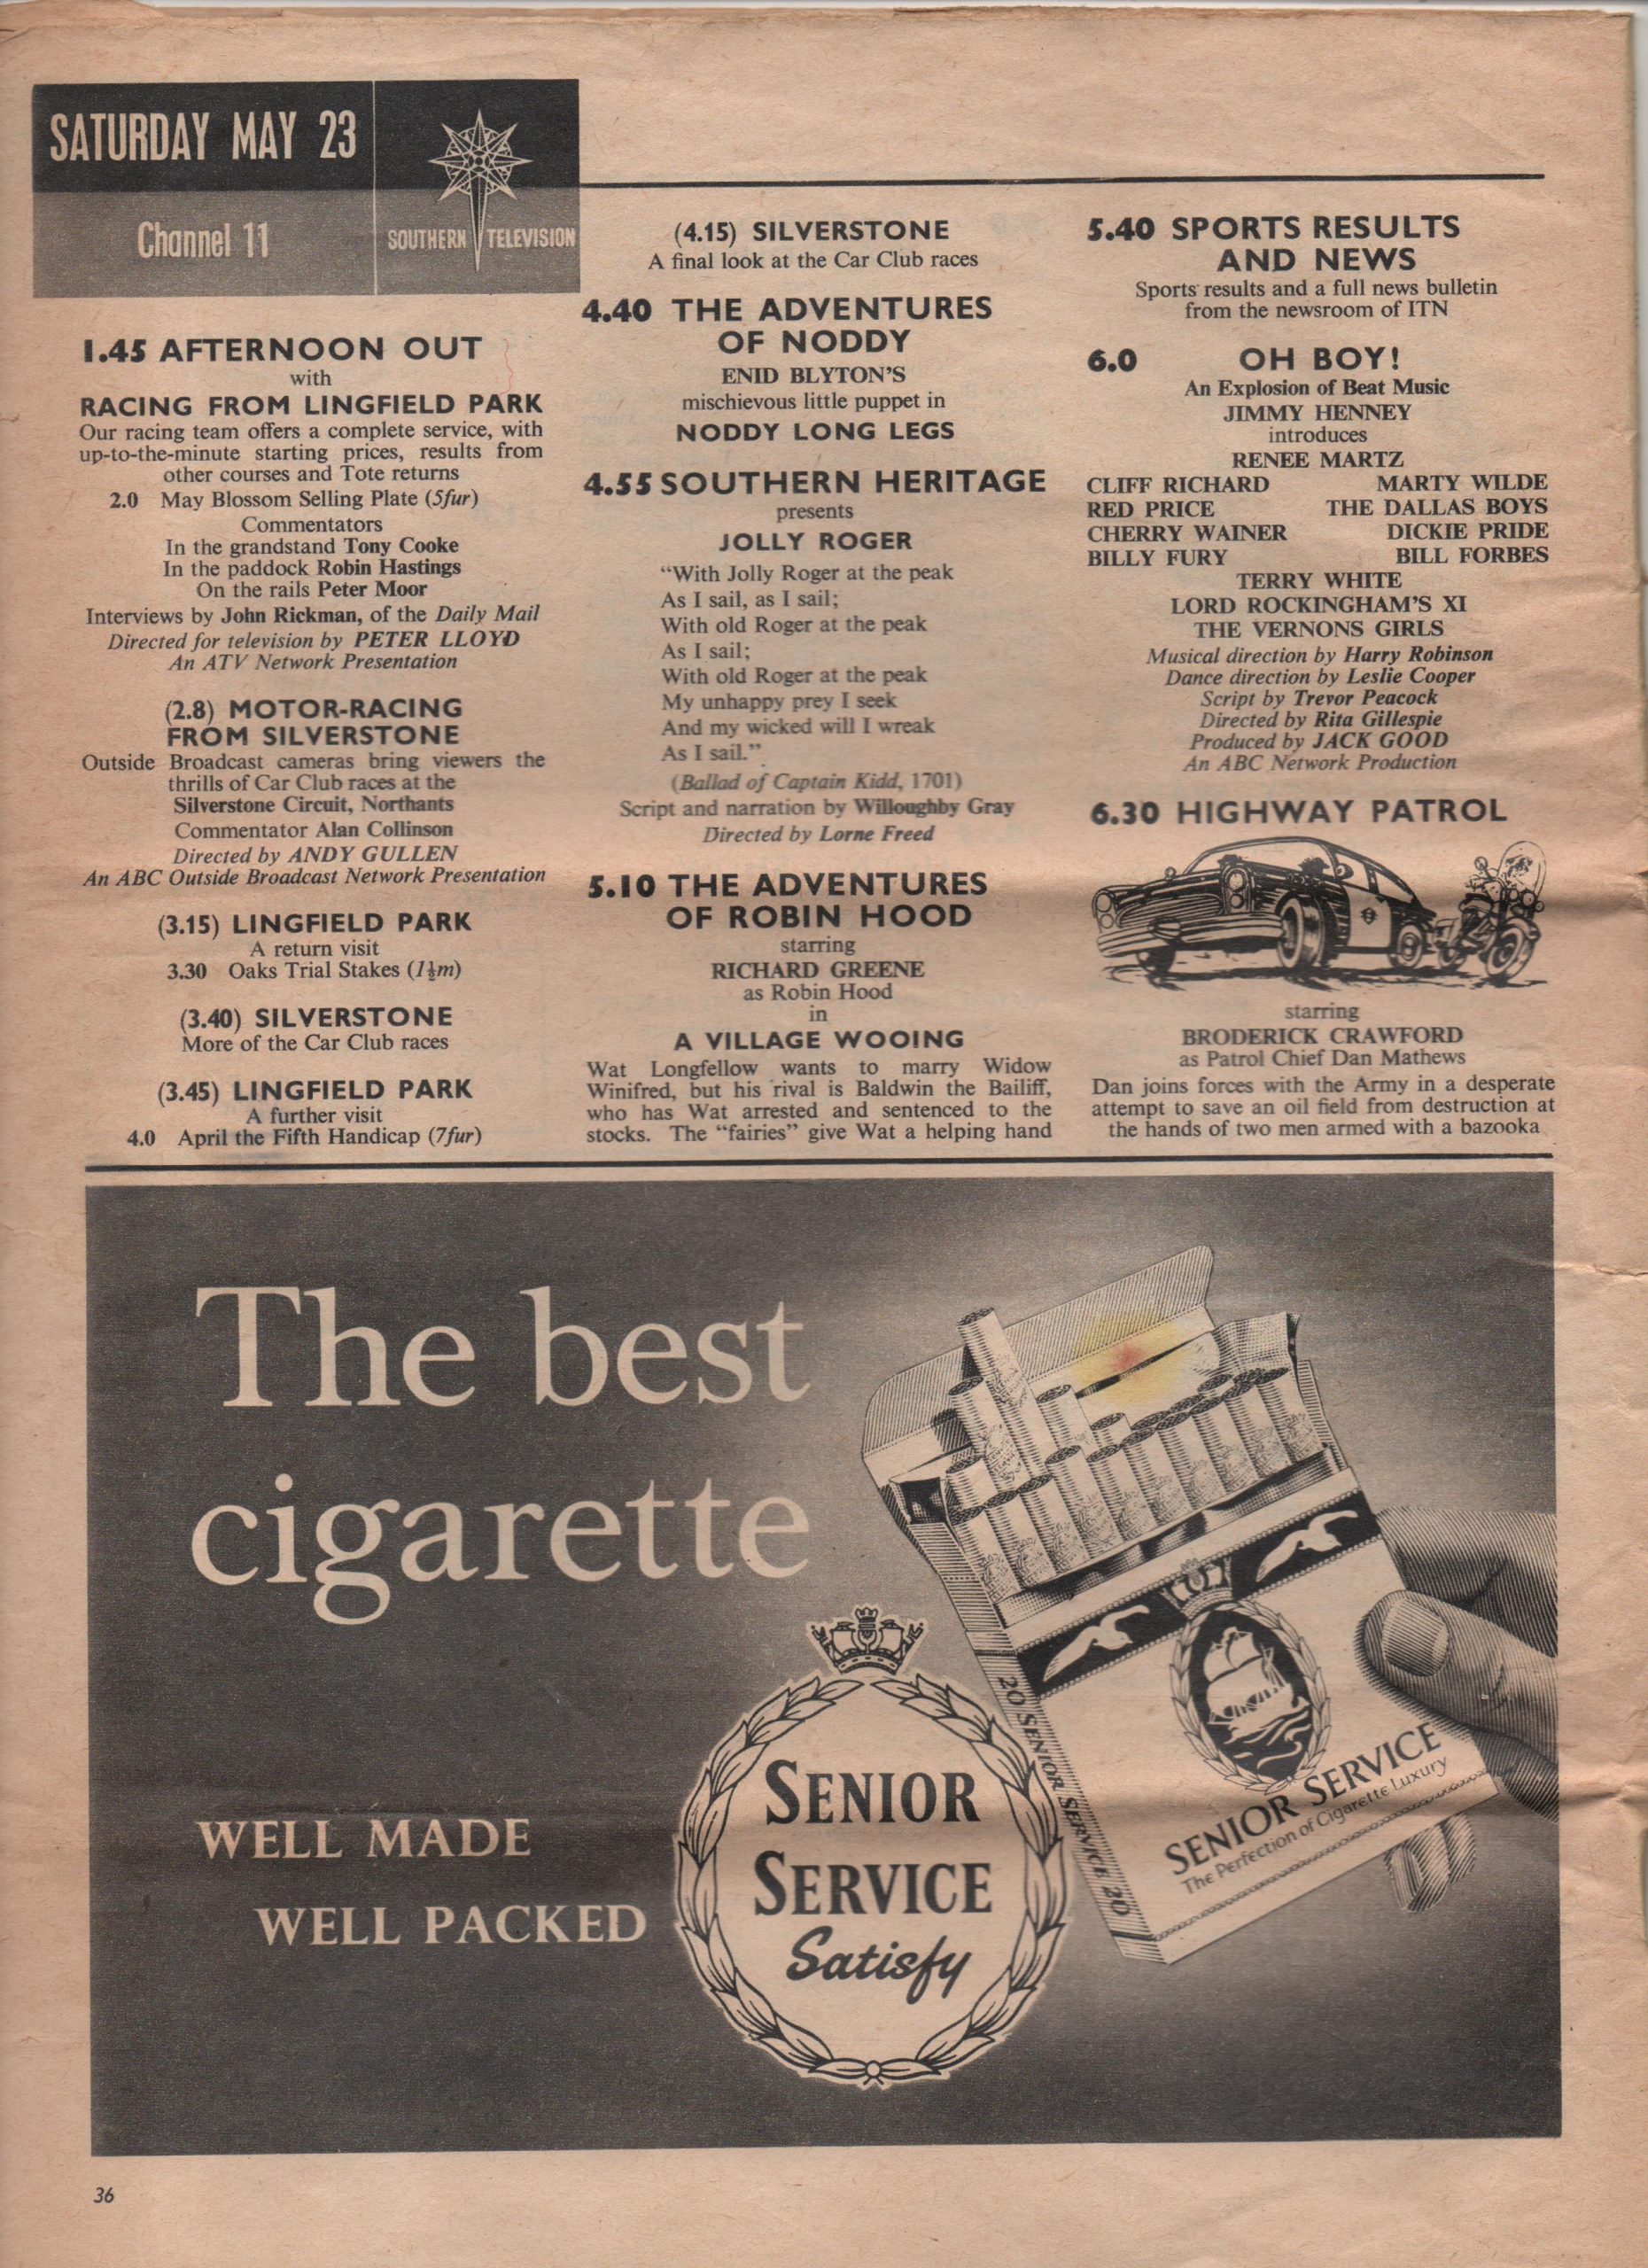 SATURDAY MAY 23
Channel 11
SOUTHERN TELEVISION
1.45 AFTERNOON OUT
with
RACING FROM LINGFIELD PARK
Our racing team offers a complete service, with
up-to-the-minute starting prices, results from
other courses and Tote returns
2.0 May Blossom Selling Plate (5fur)
Commentators
In the grandstand Tony Cooke
In the paddock Robin Hastings
On the rails Peter Moor
Interviews by John Rickman, of the Daily Mail
Directed for television by PETER LLOYD
An ATV Network Presentation
(2.8) MOTOR-RACING
FROM SILVERSTONE
Outside Broadcast cameras bring viewers the
thrills of Car Club races at the
Silverstone Circuit, Northants
Commentator Alan Collinson
Directed by ANDY GULLEN
An ABC Outside Broadcast Network Presentation
(3.15) LINGFIELD PARK
A return visit
3.30 Oaks Trial Stakes (1½m)
(3.40) SILVERSTONE
More of the Car Club races
(3.45) LINGFIELD PARK
A further visit
4.0 April the Fifth Handicap (7fur)
(4.15) SILVERSTONE
A final look at the Car Club races
4.40 THE ADVENTURES
OF NODDY
ENID BLYTON'S
mischievous little puppet in
NODDY LONG LEGS
4.55 SOUTHERN HERITAGE
presents
JOLLY ROGER
"With Jolly Roger at the peak
As I sail, as I sail;
With old Roger at the peak
As I sail;
With old Roger at the peak
My unhappy prey I seek
And my wicked will I wreak
As I sail."
(Ballad of Captain Kidd, 1701)
Script and narration by Willoughby Gray
Directed by Lorne Freed
5.10 THE ADVENTURES
OF ROBIN HOOD
starring
RICHARD GREENE
as Robin Hood
in
A VILLAGE WOOING
Wat Longfellow wants to marry Widow
Winifred, but his rival is Baldwin the Bailiff,
who has Wat arrested and sentenced to the
stocks. The "fairies" give Wat a helping hand
5.40 SPORTS RESULTS
AND NEWS
Sports results and a full news bulletin
from the newsroom of ITN
6.0 OH BOY!
An Explosion of Beat Music
JIMMY HENNEY
introduces
RENEE MARTZ
CLIFF RICHARD MARTY WILDE
RED PRICE THE DALLAS BOYS
CHERRY WAINER DICKIE PRIDE
BILLY FURY BILL FORBES
TERRY WHITE
LORD ROCKINGHAM'S XI
THE VERNONS GIRLS
Musical direction by Harry Robinson
Dance direction by Leslie Cooper
Script by Trevor Peacock
Directed by Rita Gillespie
Produced by JACK GOOD
An ABC Network Production
6.30 HIGHWAY PATROL
starring
BRODERICK CRAWFORD
as Patrol Chief Dan Mathews
Dan joins forces with the Army in a desperate
attempt to save an oil field from destruction at
the hands of two men armed with a bazooka
The best
cigarette
WELL MADE
WELL PACKED
SENIOR
SERVICE
Satisfy
20 SENIOR SERVICE 20
SENIOR SERVICE
The Perfection of Cigarette Luxury
36